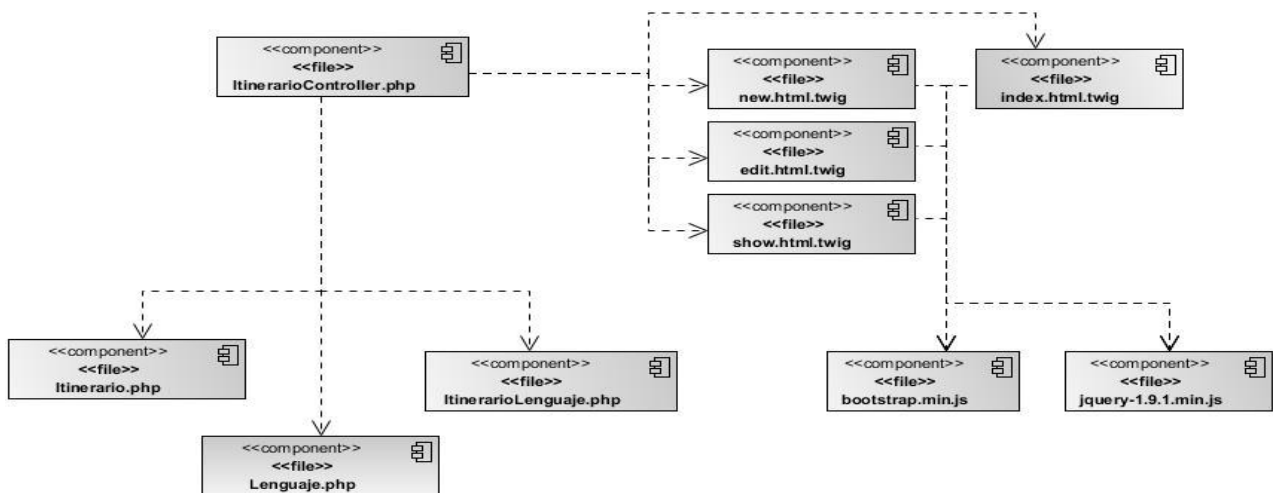 <<component>>
<<file>>
ItinerarioController.php
<<component>>
<<file>>
new.html.twig
<<component>>
<<file>>
index.html.twig
<<component>>
<<file>>
edit.html.twig
<<component>>
<<file>>
show.html.twig
<<component>>
<<file>>
Itinerario.php
<<component>>
<<file>>
ItinerarioLenguaje.php
<<component>>
<<file>>
bootstrap.min.js
<<component>>
<<file>>
jquery-1.9.1.min.js
<<component>>
<<file>>
Lenguaje.php